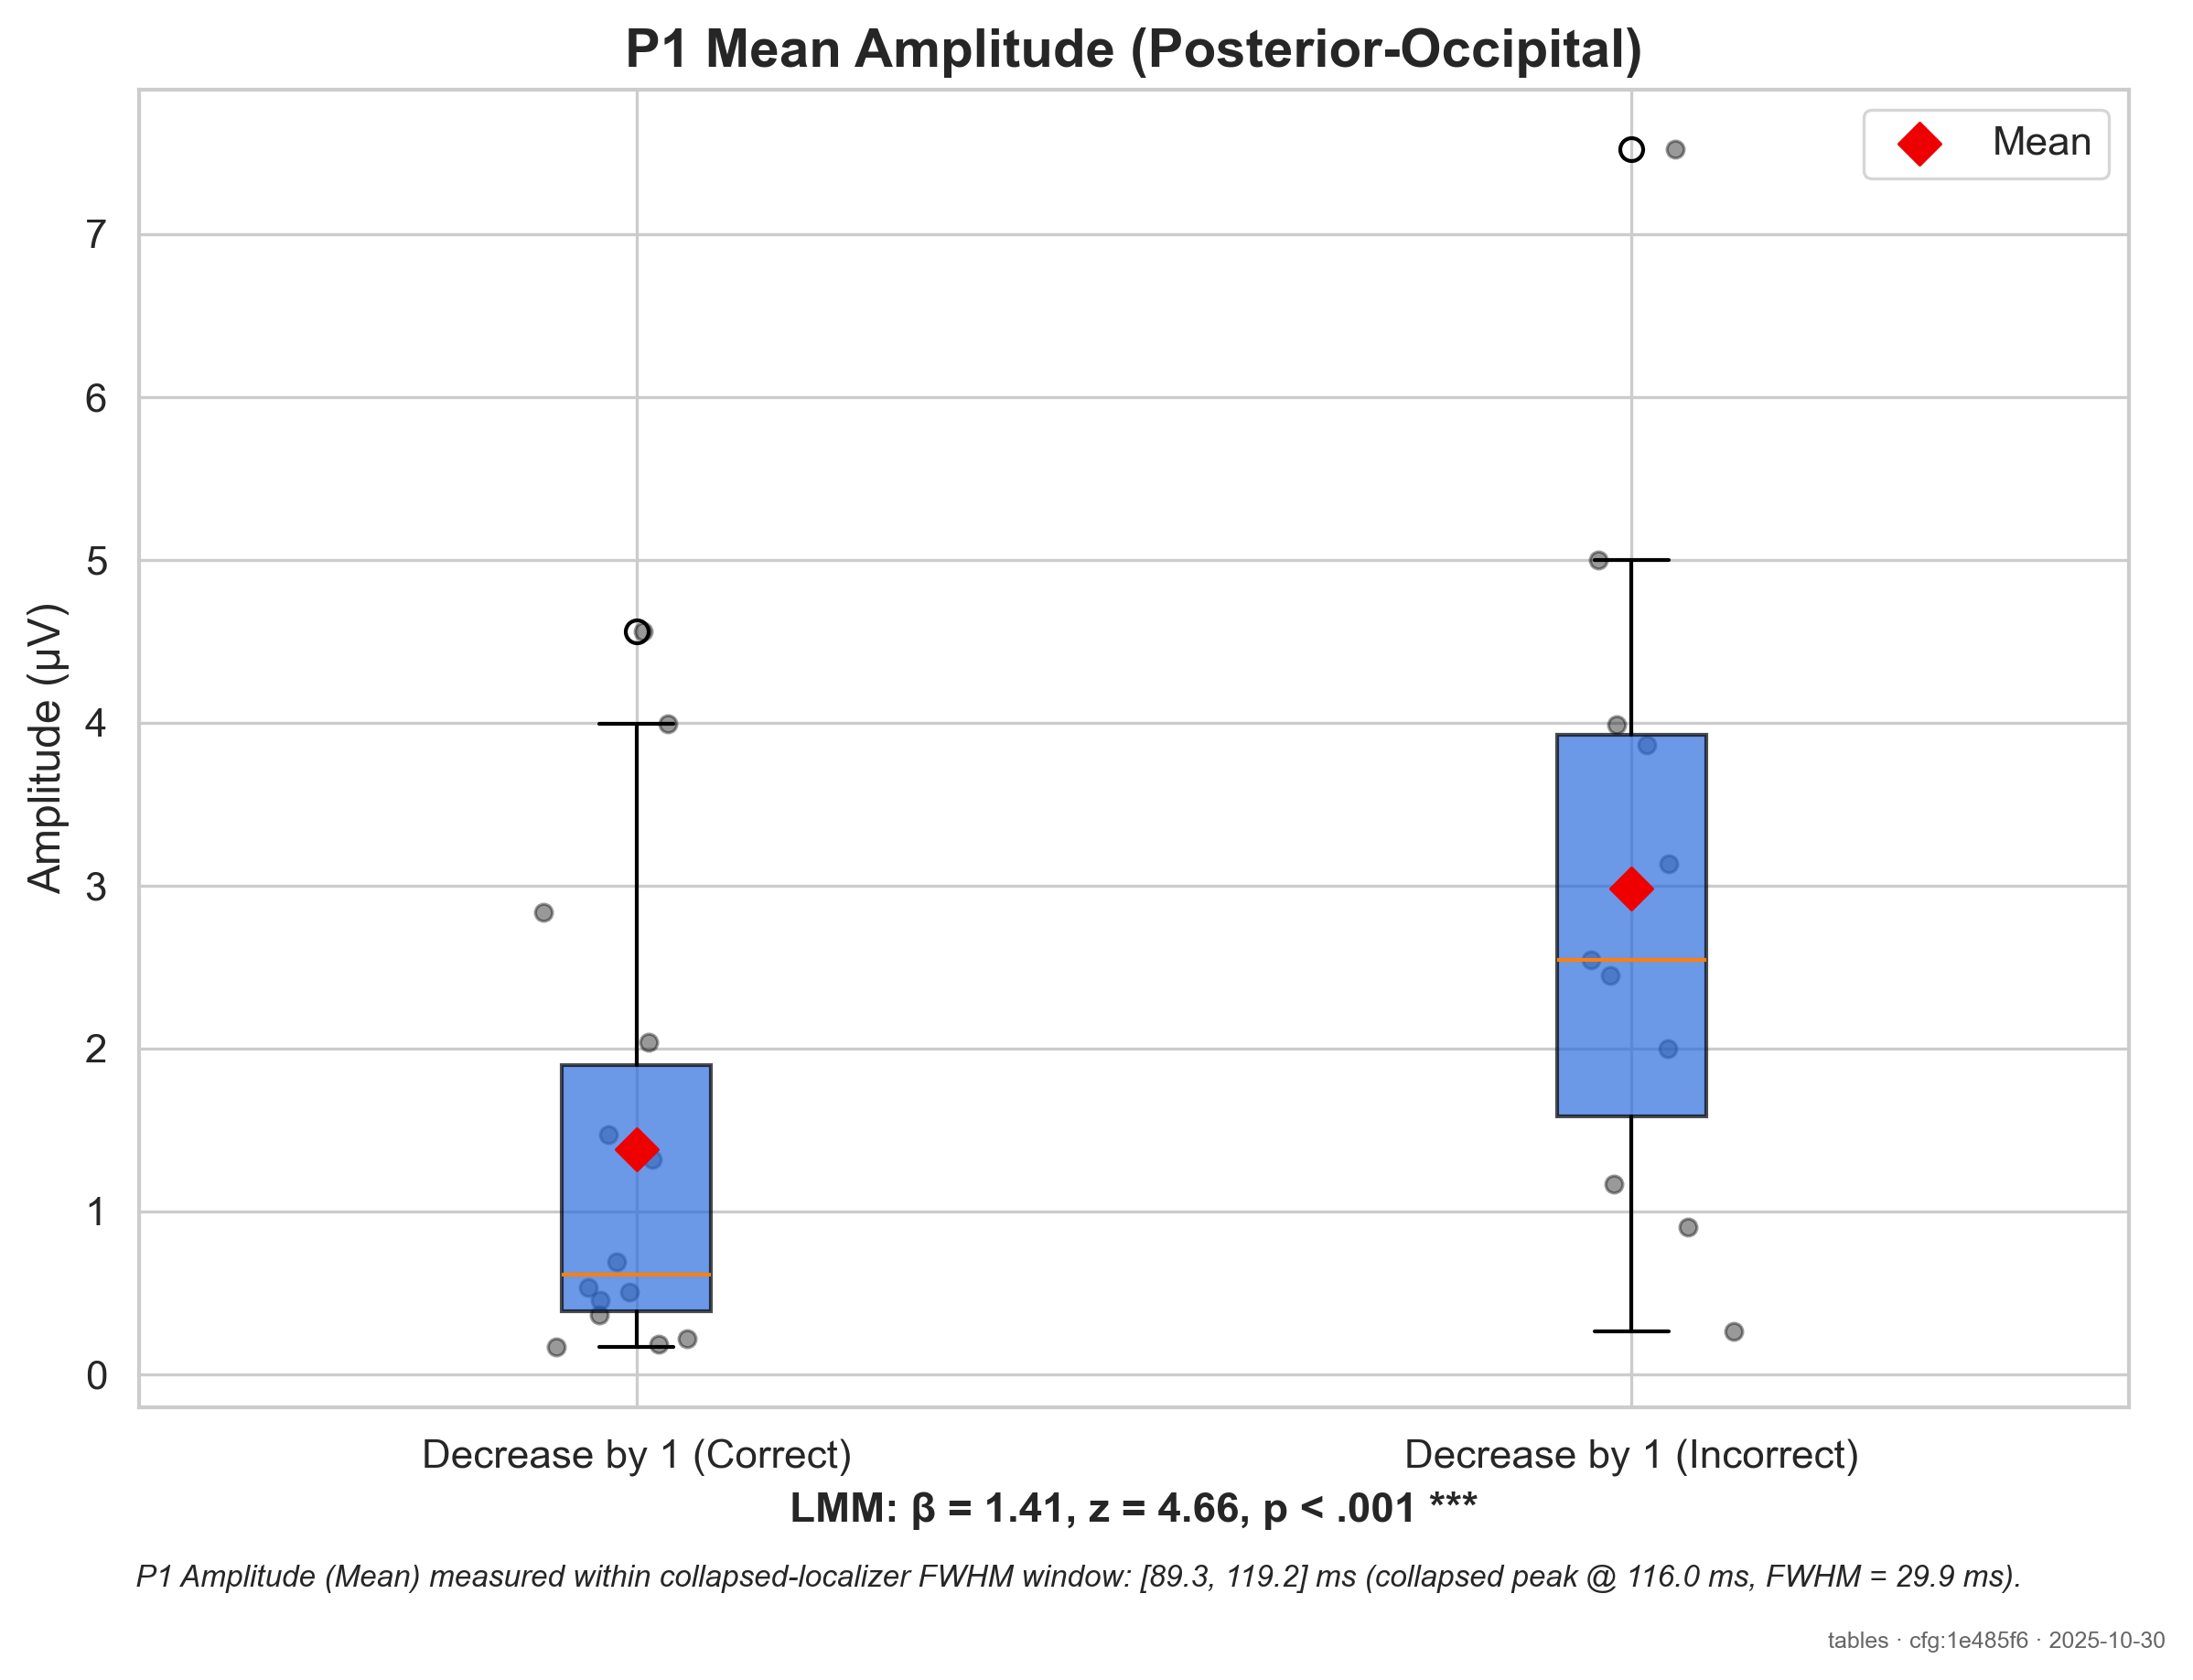 P1 Mean Amplitude (Posterior-Occipital)
Mean
7
6
5
4
3
2
1
0
Amplitude (µV)
Decrease by 1 (Correct)
Decrease by 1 (Incorrect)
LMM: β = 1.41, z = 4.66, p < .001 ***
P1 Amplitude (Mean) measured within collapsed-localizer FWHM window: [89.3, 119.2] ms (collapsed peak @ 116.0 ms, FWHM = 29.9 ms).
tables · cfg:1e485f6 · 2025-10-30